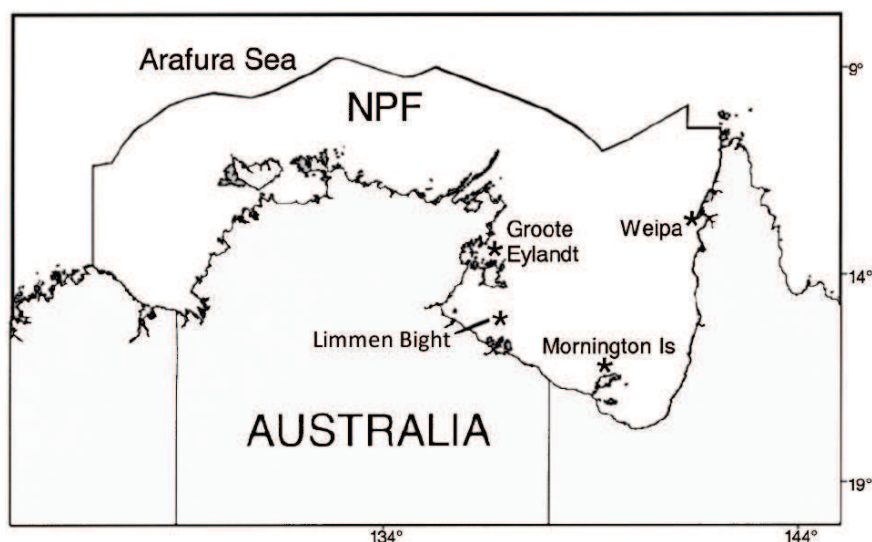 Arafura Sea
9°
NPF
Groote
Eylandt
Weipa
14°
Limmen Bight
Mornington Is
AUSTRALIA
19°
134°
144°